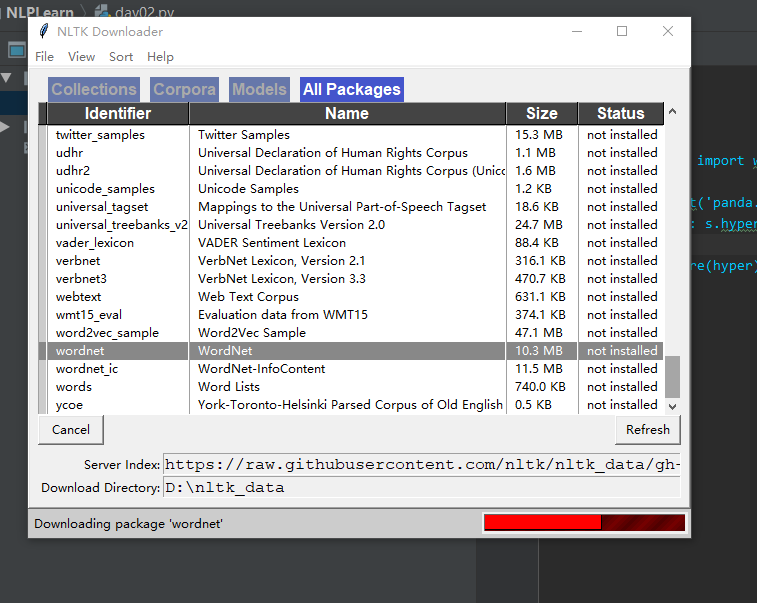 NLPLearn day02.py
NLTK Downloader
File View Sort Help
Collections Corpora Models All Packages
Identifier Name Size Status
twitter_samples Twitter Samples 15.3 MB not installed
udhr Universal Declaration of Human Rights Corpus 1.1 MB not installed
udhr2 Universal Declaration of Human Rights Corpus (Unicc 1.6 MB not installed
unicode_samples Unicode Samples 1.2 KB not installed
universal_tagset Mappings to the Universal Part-of-Speech Tagset 18.6 KB not installed
universal_treebanks_v2 Universal Treebanks Version 2.0 24.7 MB not installed
vader_lexicon VADER Sentiment Lexicon 88.4 KB not installed
verbnet VerbNet Lexicon, Version 2.1 316.1 KB not installed
verbnet3 VerbNet Lexicon, Version 3.3 470.7 KB not installed
webtext Web Text Corpus 631.1 KB not installed
wmt15_eval Evaluation data from WMT15 374.1 KB not installed
word2vec_sample Word2Vec Sample 47.1 MB not installed
wordnet WordNet 10.3 MB not installed
wordnet_ic WordNet-InfoContent 11.5 MB not installed
words Word Lists 740.0 KB not installed
ycoe York-Toronto-Helsinki Parsed Corpus of Old English 0.5 KB not installed
Cancel Refresh
Server Index: https://raw.githubusercontent.com/nltk/nltk_data/gh-
Download Directory: D:\nltk_data
Downloading package 'wordnet'
import w
t('panda.
: s.hyper
re(hyper)